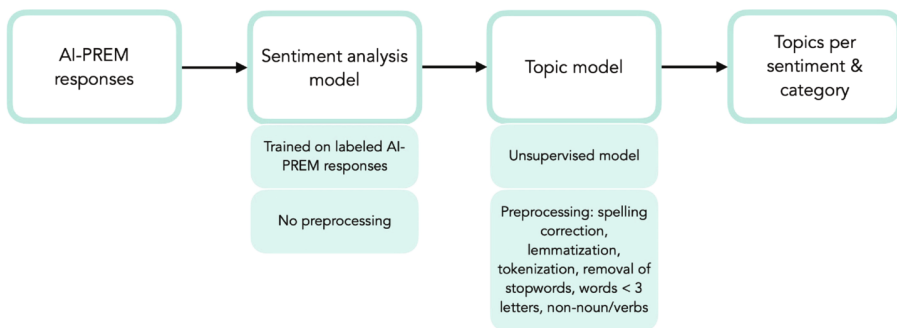 AI-PREM
responses
Sentiment analysis
model
Topic model
Topics per
sentiment &
category
Trained on labeled AI-
PREM responses
No preprocessing
Unsupervised model
Preprocessing: spelling
correction,
lemmatization,
tokenization, removal of
stopwords, words < 3
letters, non-noun/verbs